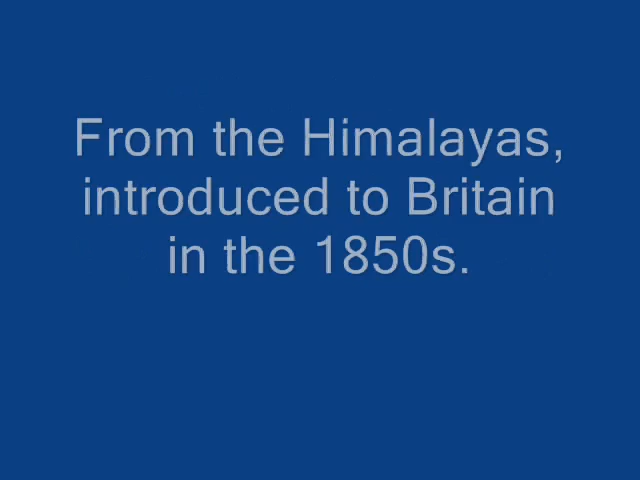 From the Himalayas,
introduced to Britain
in the 1850s.